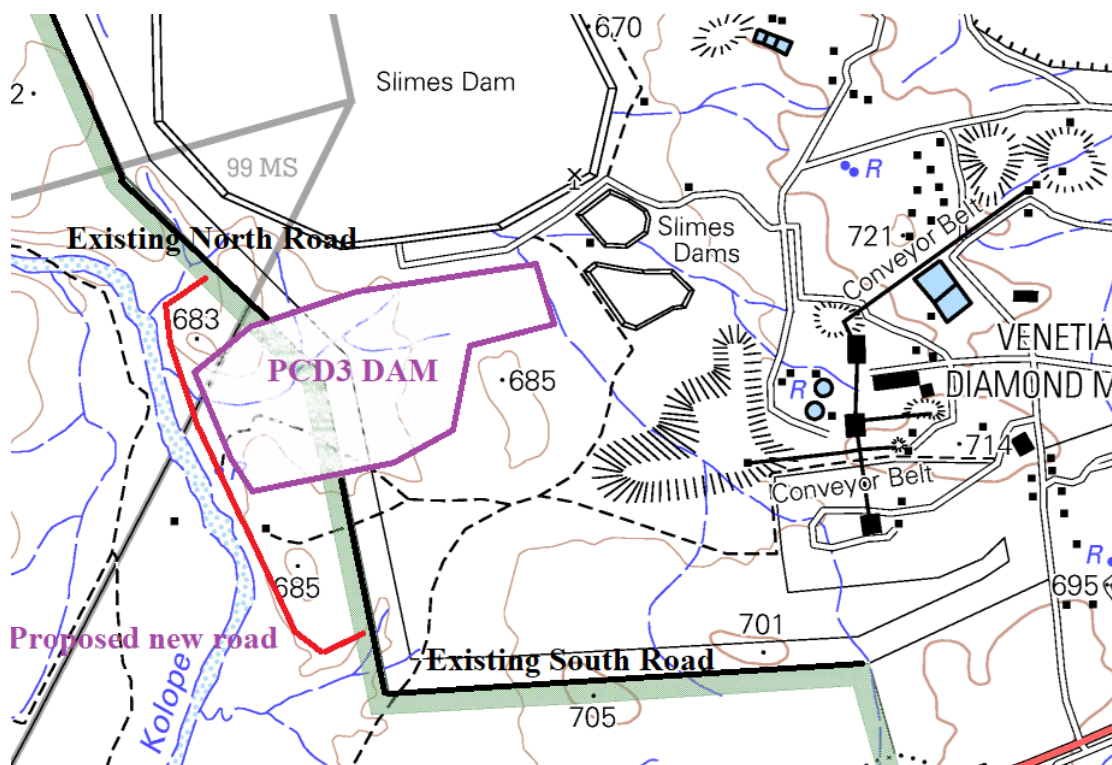 670
2
Slimes Dam
99 MS
R
Existing North Road
Slimes
Dams
721
Conveyor Belt
683
VENETIA
PCD3 DAM
685
R
DIAMOND M
714
Conveyor Belt
R
685
695
Proposed new road
701
Existing South Road
Kolope
705